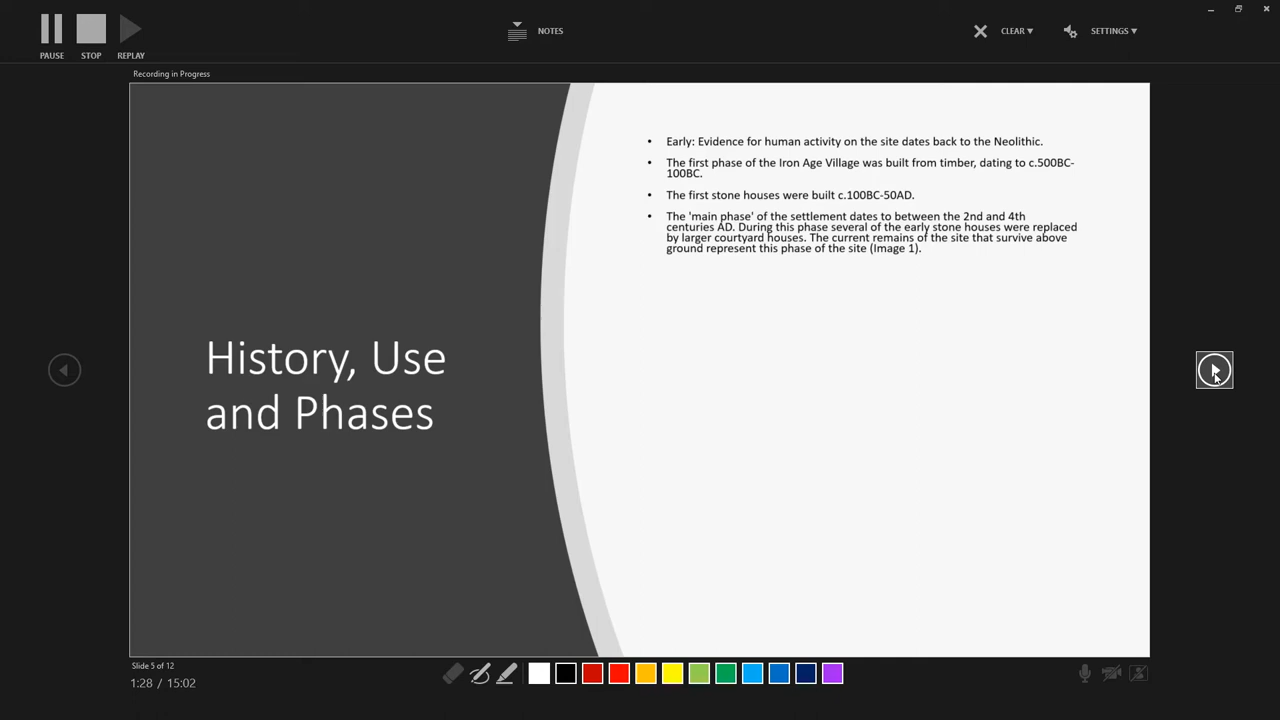 PAUSE
STOP
REPLAY
NOTES
CLEAR
SETTINGS
Recording in Progress
History, Use
and Phases
• Early: Evidence for human activity on the site dates back to the Neolithic.
• The first phase of the Iron Age Village was built from timber, dating to c.500BC-
100BC.
• The first stone houses were built c.100BC-50AD.
• The 'main phase' of the settlement dates to between the 2nd and 4th
centuries AD. During this phase several of the early stone houses were replaced
by larger courtyard houses. The current remains of the site that survive above
ground represent this phase of the site (Image 1).
Slide 5 of 12
1:28 / 15:02